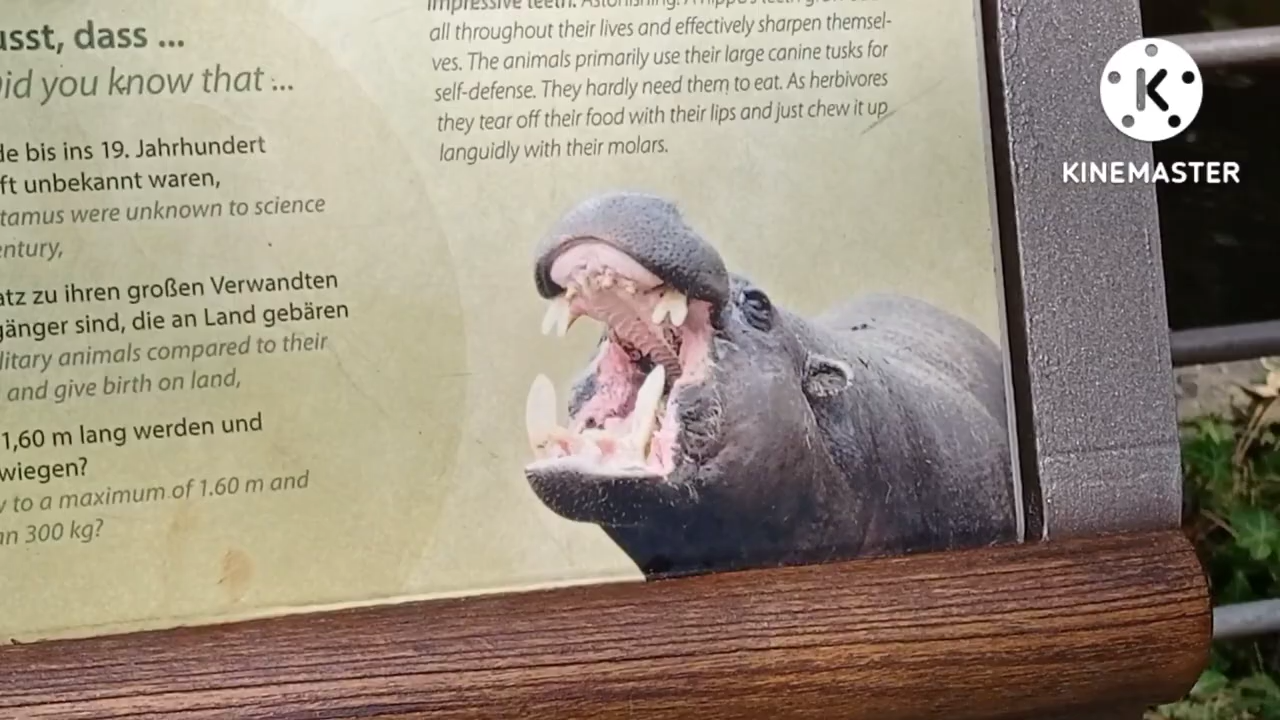 usst, dass ...
Did you know that ...
de bis ins 19. Jahrhundert
ft unbekannt waren,
tamus were unknown to science
entury,
atz zu ihren großen Verwandten
gänger sind, die an Land gebären
litary animals compared to their
and give birth on land,
1,60 m lang werden und
wiegen?
y to a maximum of 1.60 m and
an 300 kg?
impressive teeth. Astonishing: A hippo's teeth grow
all throughout their lives and effectively sharpen themsel-
ves. The animals primarily use their large canine tusks for
self-defense. They hardly need them to eat. As herbivores
they tear off their food with their lips and just chew it up
languidly with their molars.
K
KINEMASTER